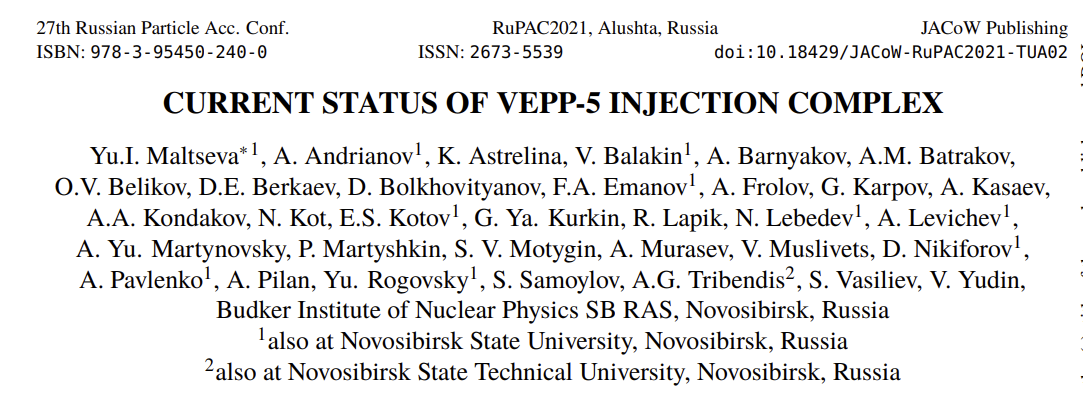 27th Russian Particle Acc. Conf. RuPAC2021, Alushta, Russia JACoW Publishing
ISBN: 978-3-95450-240-0 ISSN: 2673-5539 doi:10.18429/JACoW-RuPAC2021-TUA02
CURRENT STATUS OF VEPP-5 INJECTION COMPLEX
Yu.I. Maltseva*¹, A. Andrianov¹, K. Astrelina, V. Balakin¹, A. Barnyakov, A.M. Batrakov,
O.V. Belikov, D.E. Berkaev, D. Bolkhovityanov, F.A. Emanov¹, A. Frolov, G. Karpov, A. Kasaev,
A.A. Kondakov, N. Kot, E.S. Kotov¹, G. Ya. Kurkin, R. Lapik, N. Lebedev¹, A. Levichev¹,
A. Yu. Martynovsky, P. Martyshkin, S. V. Motygin, A. Murasev, V. Muslivets, D. Nikiforov¹,
A. Pavlenko¹, A. Pilan, Yu. Rogovsky¹, S. Samoylov, A.G. Tribendis², S. Vasiliev, V. Yudin,
Budker Institute of Nuclear Physics SB RAS, Novosibirsk, Russia
¹also at Novosibirsk State University, Novosibirsk, Russia
²also at Novosibirsk State Technical University, Novosibirsk, Russia